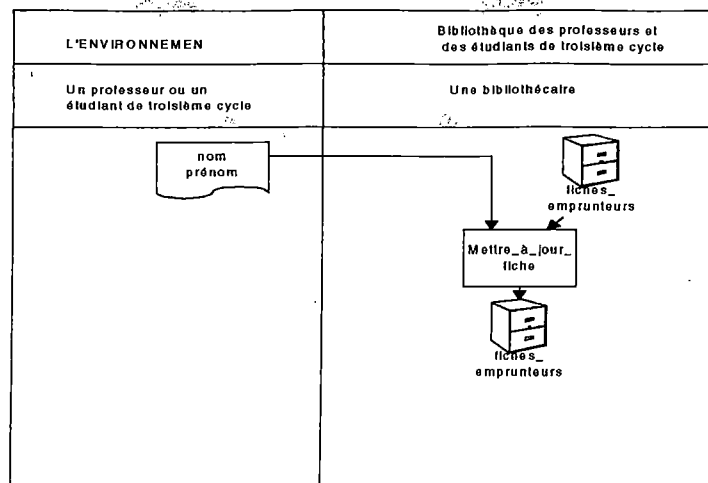 L'ENVIRONNEMEN
Bibliothèque des professeurs et
des étudiants de troisième cycle
Un professeur ou un
étudiant de troisième cycle
Une bibliothécaire
nom
prénom
fiches_
emprunteurs
Mettre_à_jour_
fiche
fiches_
emprunteurs